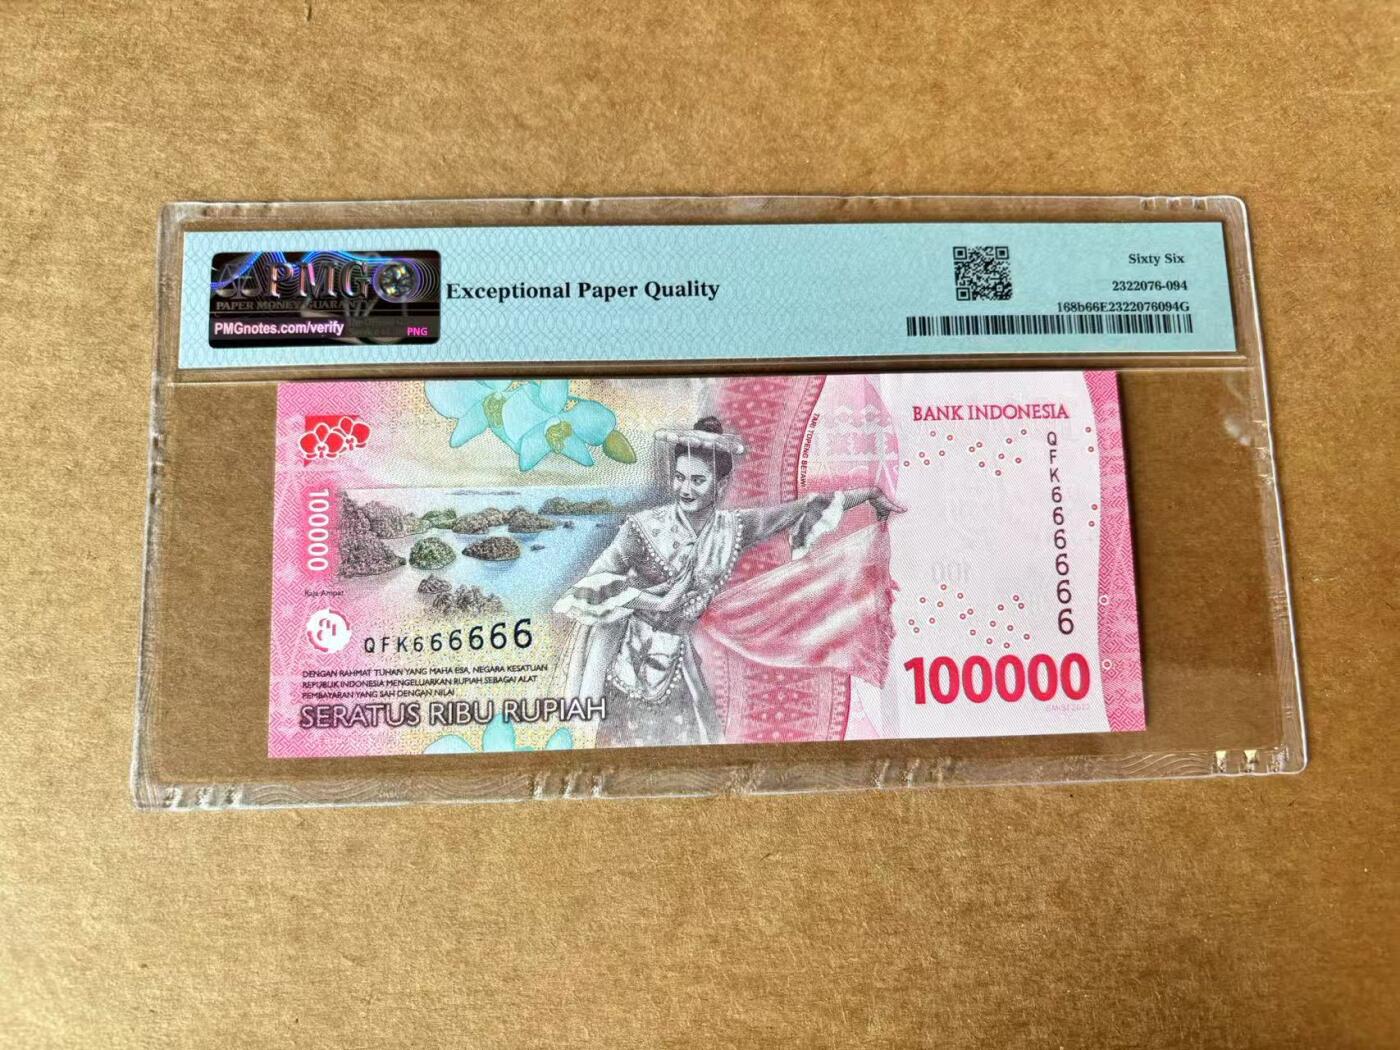 PMG
PAPER MONEY GUARANTY
PMGnotes.com/verify
PNG
Exceptional Paper Quality
Sixty Six
2322076-094
168b66E2322076094G
BANK INDONESIA
QFK666666
100000
Raja Ampat
TARI TOPENG BETAWI
QFK666666
DENGAN RAHMAT TUHAN YANG MAHA ESA, NEGARA KESATUAN
REPUBLIK INDONESIA MENGELUARKAN RUPIAH SEBAGAI ALAT
PEMBAYARAN YANG SAH DENGAN NILAI
SERATUS RIBU RUPIAH
100000